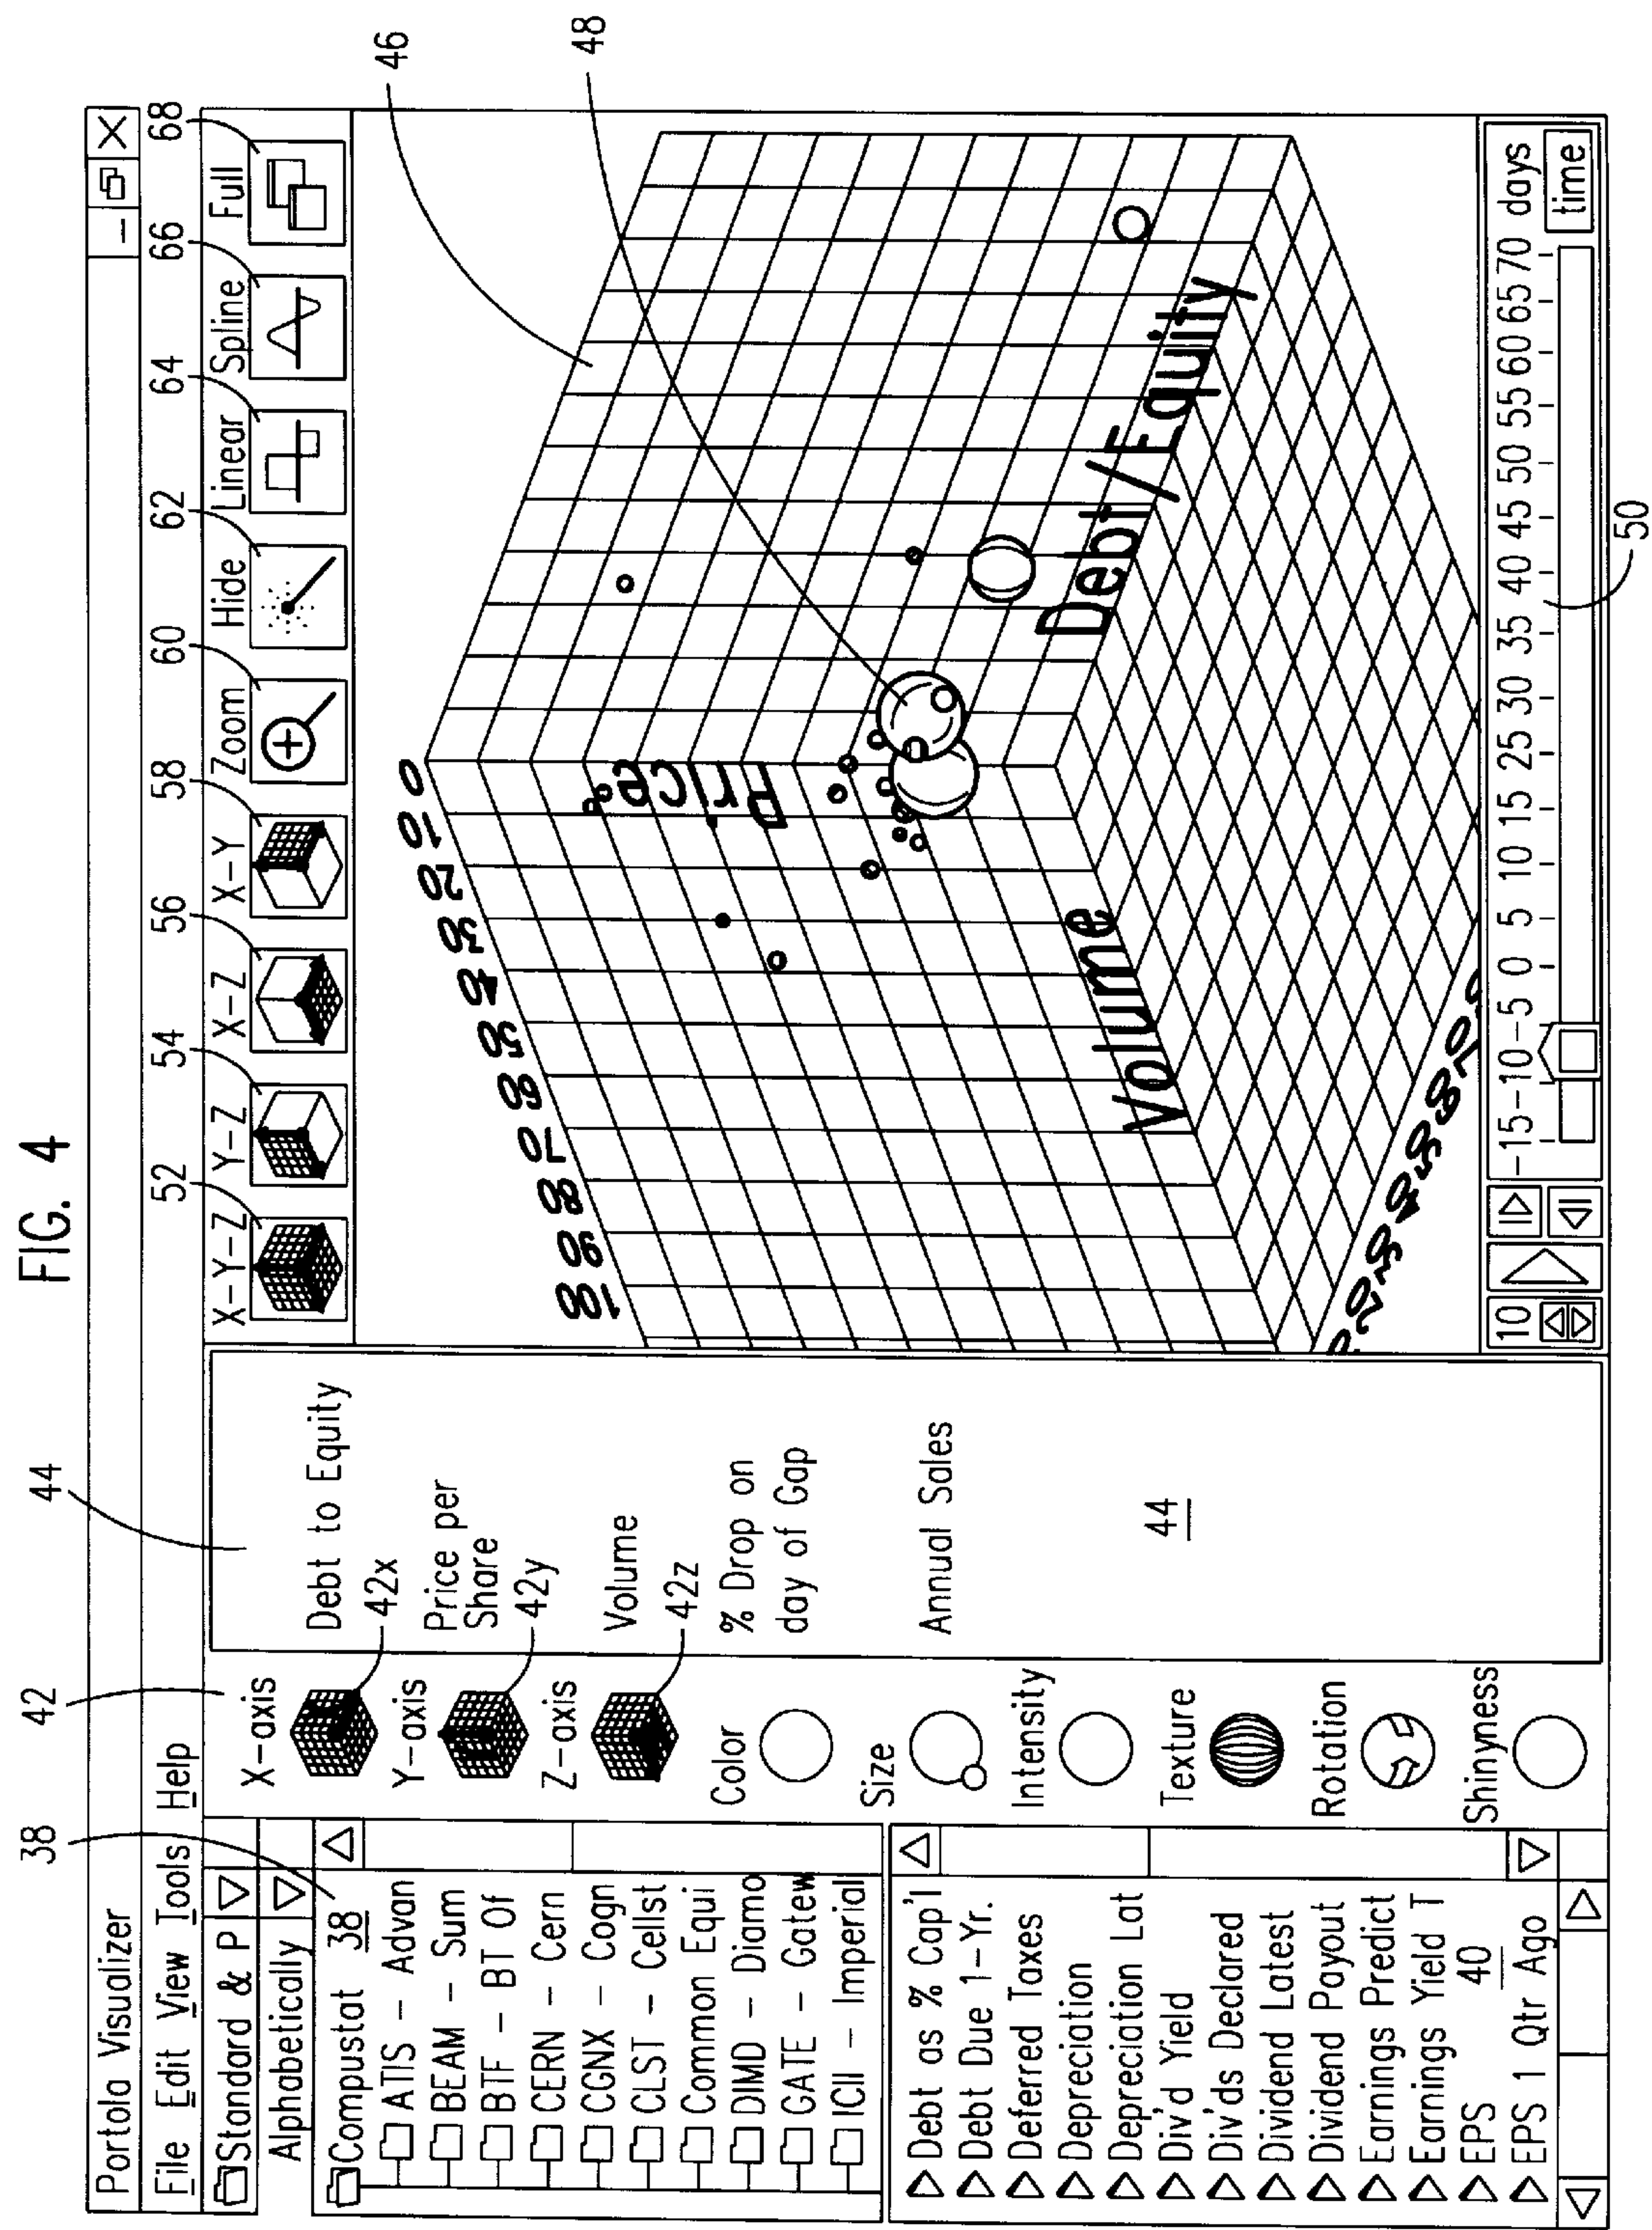 FIG. 4
Portola Visualizer
File Edit View Tools Help
Standard & P
Alphabetically
38
Compustat 38
ATIS – Advan
BEAM – Sum
BTF – BT Of
CERN – Cern
CGNX – Cogn
CLST – Cellst
Common Equi
DIMD – Diamo
GATE – Gatew
ICII – Imperial
Debt as % Cap'l
Debt Due 1–Yr.
Deferred Taxes
Depreciation
Depreciation Lat
Div'd Yield
Div'ds Declared
Dividend Latest
Dividend Payout
Earnings Predict
Earnings Yield T
EPS 40
EPS 1 Qtr Ago
42
X–axis
42x
Y–axis
42y
Z–axis
42z
Color
Size
Intensity
Texture
Rotation
Shinyness
44
Debt to Equity
Price per
Share
Volume
% Drop on
day of Gap
Annual Sales
44
52 54 56 58 60 62 64 66 68
X–Y–Z Y–Z X–Z X–Y Zoom Hide Linear Spline Full
46
48
100 90 80 70 60 50 40 30 20 10 0
Price
Volume
Debt/Equity
20 30 40 50 60 70
10
–15 –10 –5 0 5 10 15 20 25 30 35 40 45 50 55 60 65 70 days
time
50